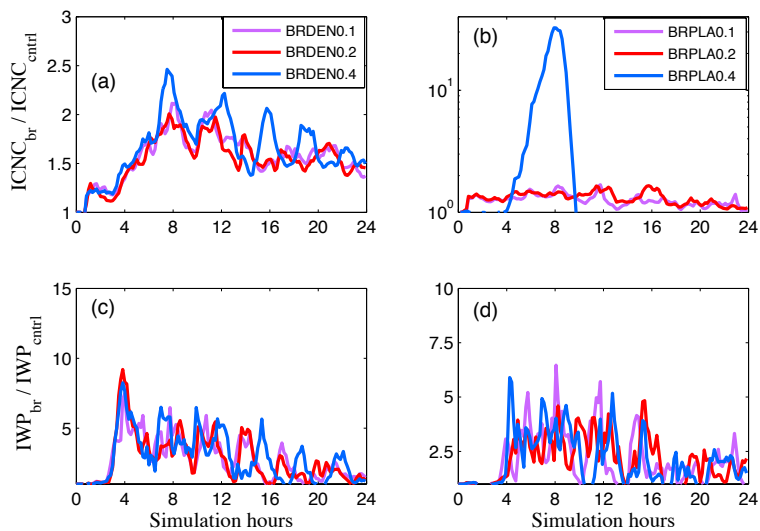 (a)
BRDEN0.1
BRDEN0.2
BRDEN0.4
ICNC_br / ICNC_cntrl
3
2.5
2
1.5
1
0 4 8 12 16 20 24
(b)
BRPLA0.1
BRPLA0.2
BRPLA0.4
10^1
10^0
0 4 8 12 16 20 24
(c)
IWP_br / IWP_cntrl
15
10
5
0 4 8 12 16 20 24
Simulation hours
(d)
10
7.5
5
2.5
0 4 8 12 16 20 24
Simulation hours